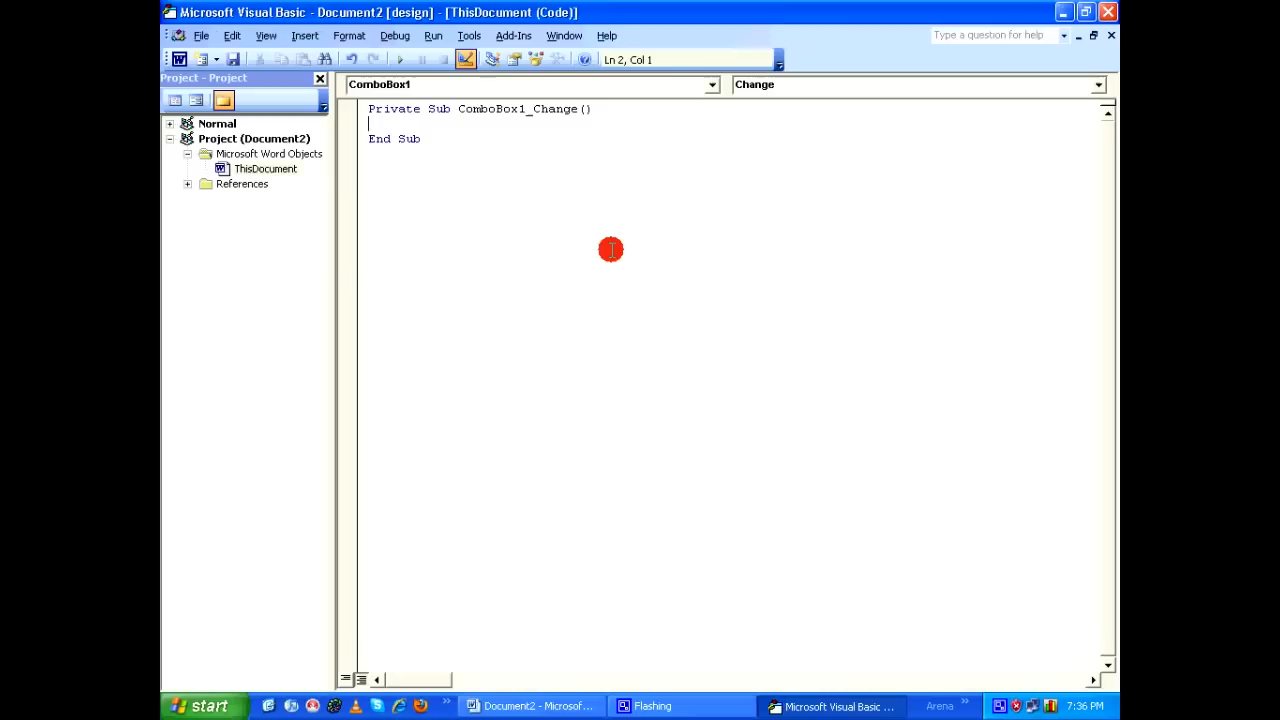 Microsoft Visual Basic - Document2 [design] - [ThisDocument (Code)]
File Edit View Insert Format Debug Run Tools Add-Ins Window Help
Type a question for help
Ln 2, Col 1
Project - Project
ComboBox1
Change
Normal
Project (Document2)
Microsoft Word Objects
ThisDocument
References
Private Sub ComboBox1_Change()
End Sub
start
Document2 - Microsof...
Flashing
Microsoft Visual Basic ...
Arena
7:36 PM